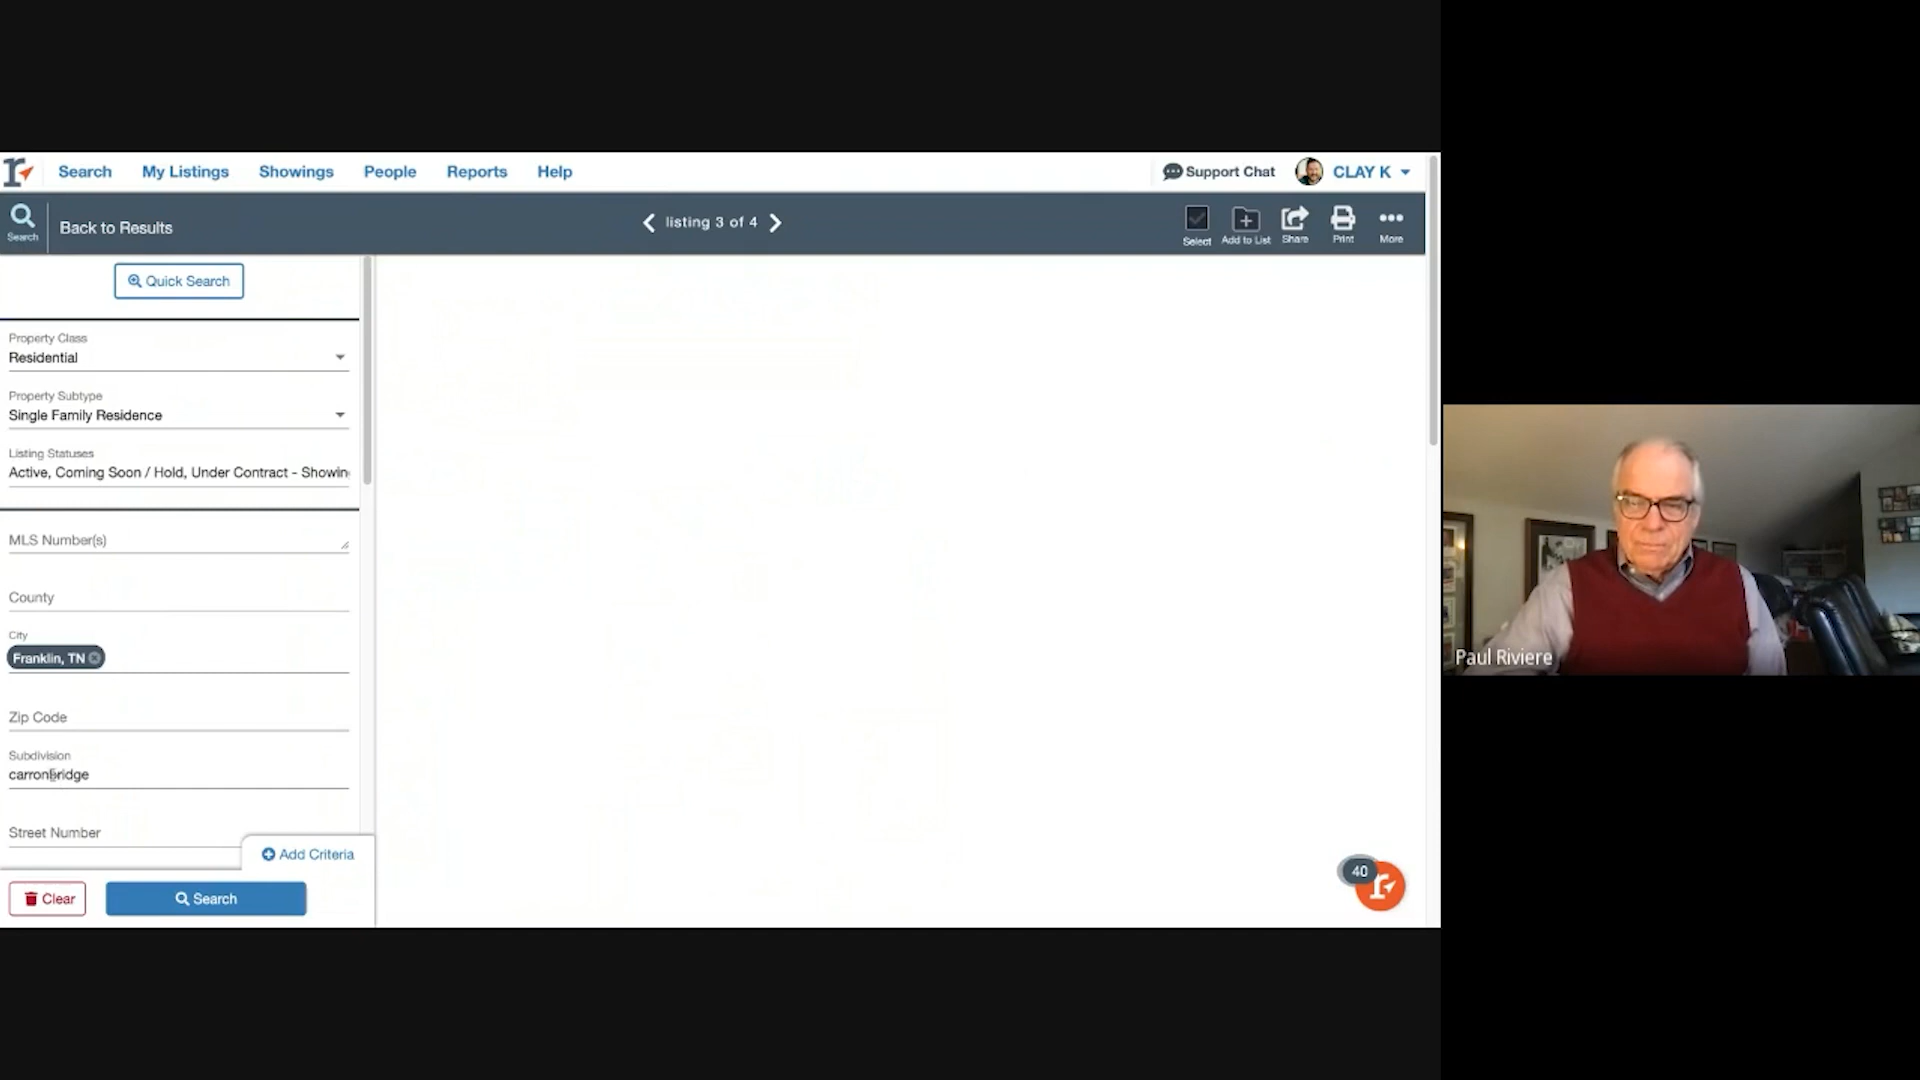 Search My Listings Showings People Reports Help Support Chat CLAY K
Search Back to Results listing 3 of 4 Select Add to List Share Print More
Quick Search
Property Class
Residential
Property Subtype
Single Family Residence
Listing Statuses
Active, Coming Soon / Hold, Under Contract - Showin
MLS Number(s)
County
City
Franklin, TN
Zip Code
Subdivision
carronbridge
Street Number
Add Criteria
Clear Search
40
Paul Riviere